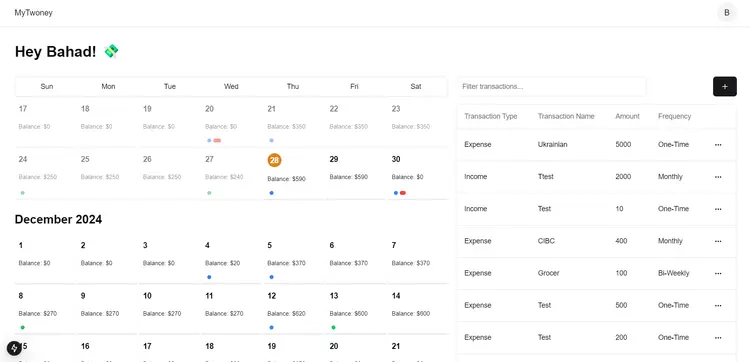 MyTwoney
B
Hey Bahad! 💸
Sun Mon Tue Wed Thu Fri Sat
17 18 19 20 21 22 23
Balance: $0 Balance: $0 Balance: $0 Balance: $0 Balance: $350 Balance: $350 Balance: $350
24 25 26 27 28 29 30
Balance: $250 Balance: $250 Balance: $250 Balance: $240 Balance: $590 Balance: $590 Balance: $0
December 2024
1 2 3 4 5 6 7
Balance: $0 Balance: $0 Balance: $0 Balance: $20 Balance: $370 Balance: $370 Balance: $370
8 9 10 11 12 13 14
Balance: $270 Balance: $270 Balance: $270 Balance: $270 Balance: $620 Balance: $600 Balance: $600
15 16 17 18 19 20 21
Filter transactions...
+
Transaction Type Transaction Name Amount Frequency
Expense Ukrainian 5000 One-Time ...
Income Ttest 2000 Monthly ...
Income Test 10 One-Time ...
Expense CIBC 400 Monthly ...
Expense Grocer 100 Bi-Weekly ...
Expense Test 500 One-Time ...
Expense Test 200 One-Time ...